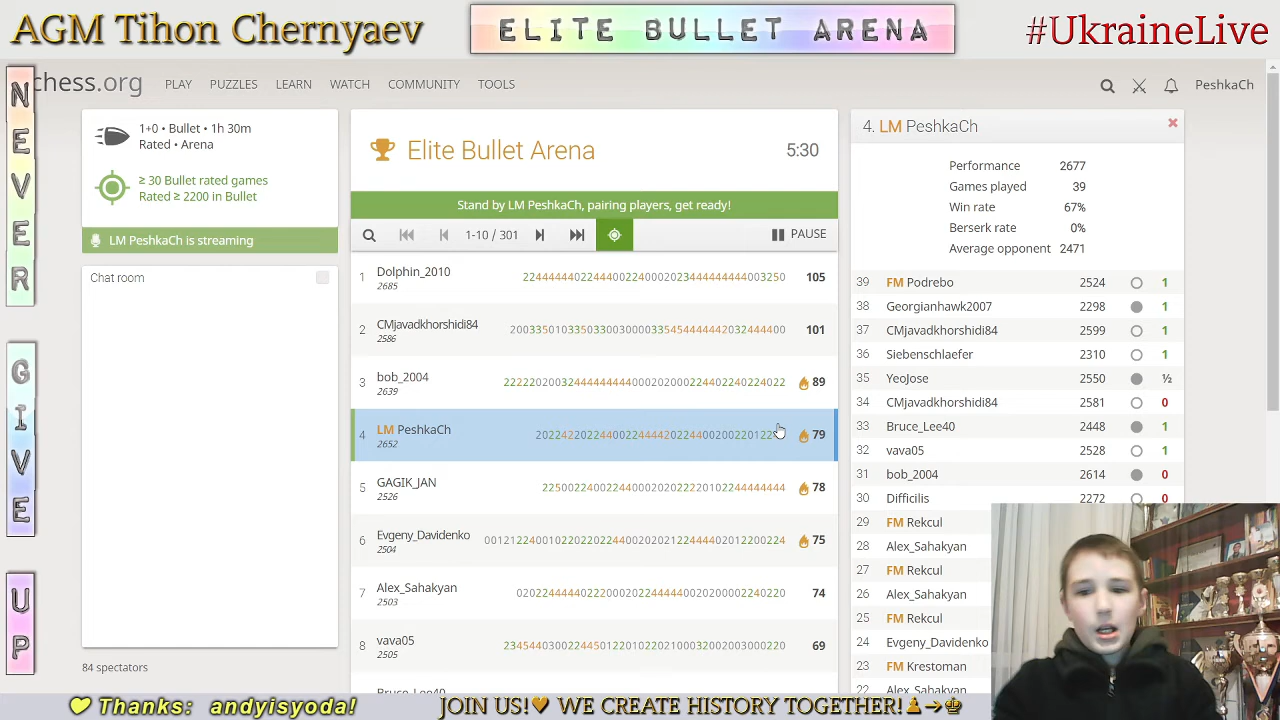 AGM Tihon Chernyaev
ELITE BULLET ARENA
#UkraineLive
NEVER
GIVE
UP
chess.org
PLAY
PUZZLES
LEARN
WATCH
COMMUNITY
TOOLS
PeshkaCh
1+0 • Bullet • 1h 30m
Rated • Arena
≥ 30 Bullet rated games
Rated ≥ 2200 in Bullet
LM PeshkaCh is streaming
Chat room
84 spectators
Elite Bullet Arena
5:30
Stand by LM PeshkaCh, pairing players, get ready!
1-10 / 301
PAUSE
1 Dolphin_2010 105
2685
2 CMjavadkhorshidi84 101
2586
3 bob_2004 89
2639
4 LM PeshkaCh 79
2652
5 GAGIK_JAN 78
2526
6 Evgeny_Davidenko 75
2504
7 Alex_Sahakyan 74
2503
8 vava05 69
2505
4. LM PeshkaCh
Performance 2677
Games played 39
Win rate 67%
Berserk rate 0%
Average opponent 2471
39 FM Podrebo 2524 1
38 Georgianhawk2007 2298 1
37 CMjavadkhorshidi84 2599 1
36 Siebenschlaefer 2310 1
35 YeoJose 2550 ½
34 CMjavadkhorshidi84 2581 0
33 Bruce_Lee40 2448 1
32 vava05 2528 1
31 bob_2004 2614 0
30 Difficilis 2272 0
29 FM Rekcul
28 Alex_Sahakyan
27 FM Rekcul
26 Alex_Sahakyan
25 FM Rekcul
24 Evgeny_Davidenko
23 FM Krestoman
22 Alex_Sahakyan
Thanks: andyisyoda!
JOIN US! WE CREATE HISTORY TOGETHER!